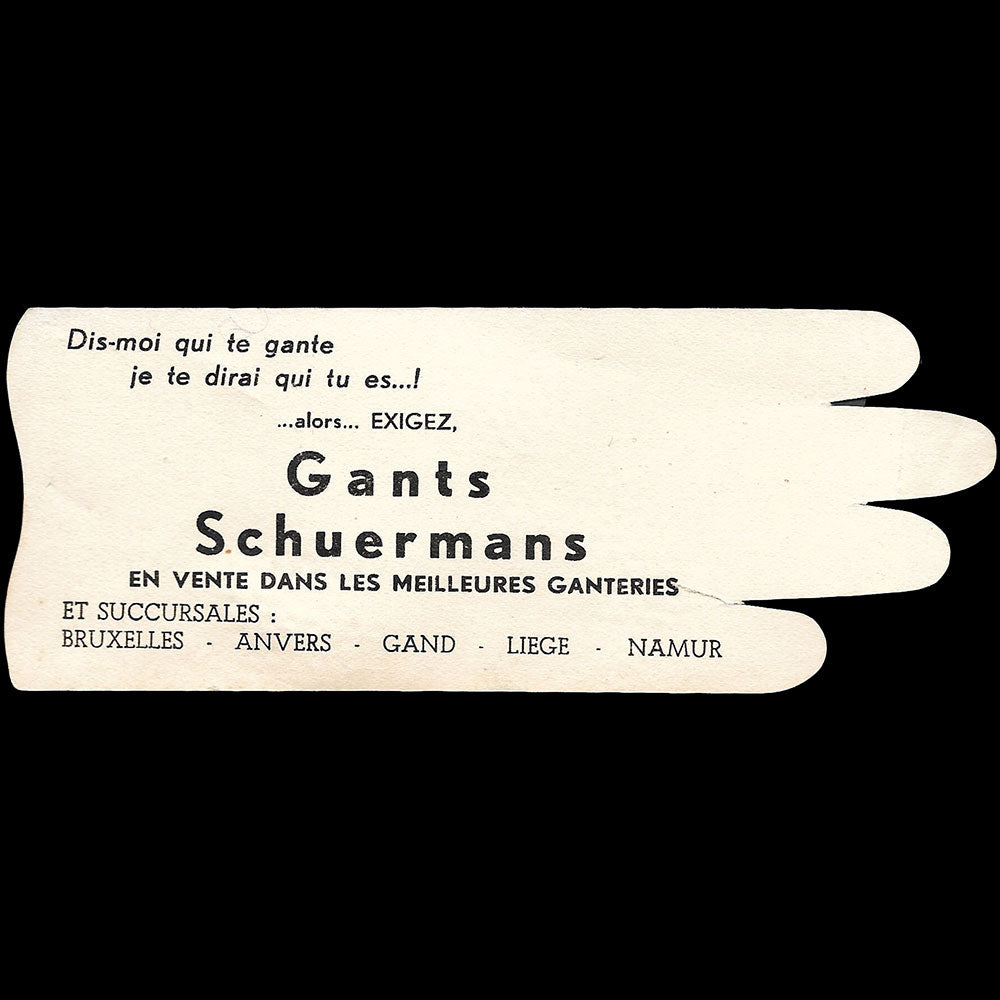 Dis-moi qui te gante
je te dirai qui tu es...!
...alors... EXIGEZ,
Gants
Schuermans
EN VENTE DANS LES MEILLEURES GANTERIES
ET SUCCURSALES :
BRUXELLES - ANVERS - GAND - LIEGE - NAMUR